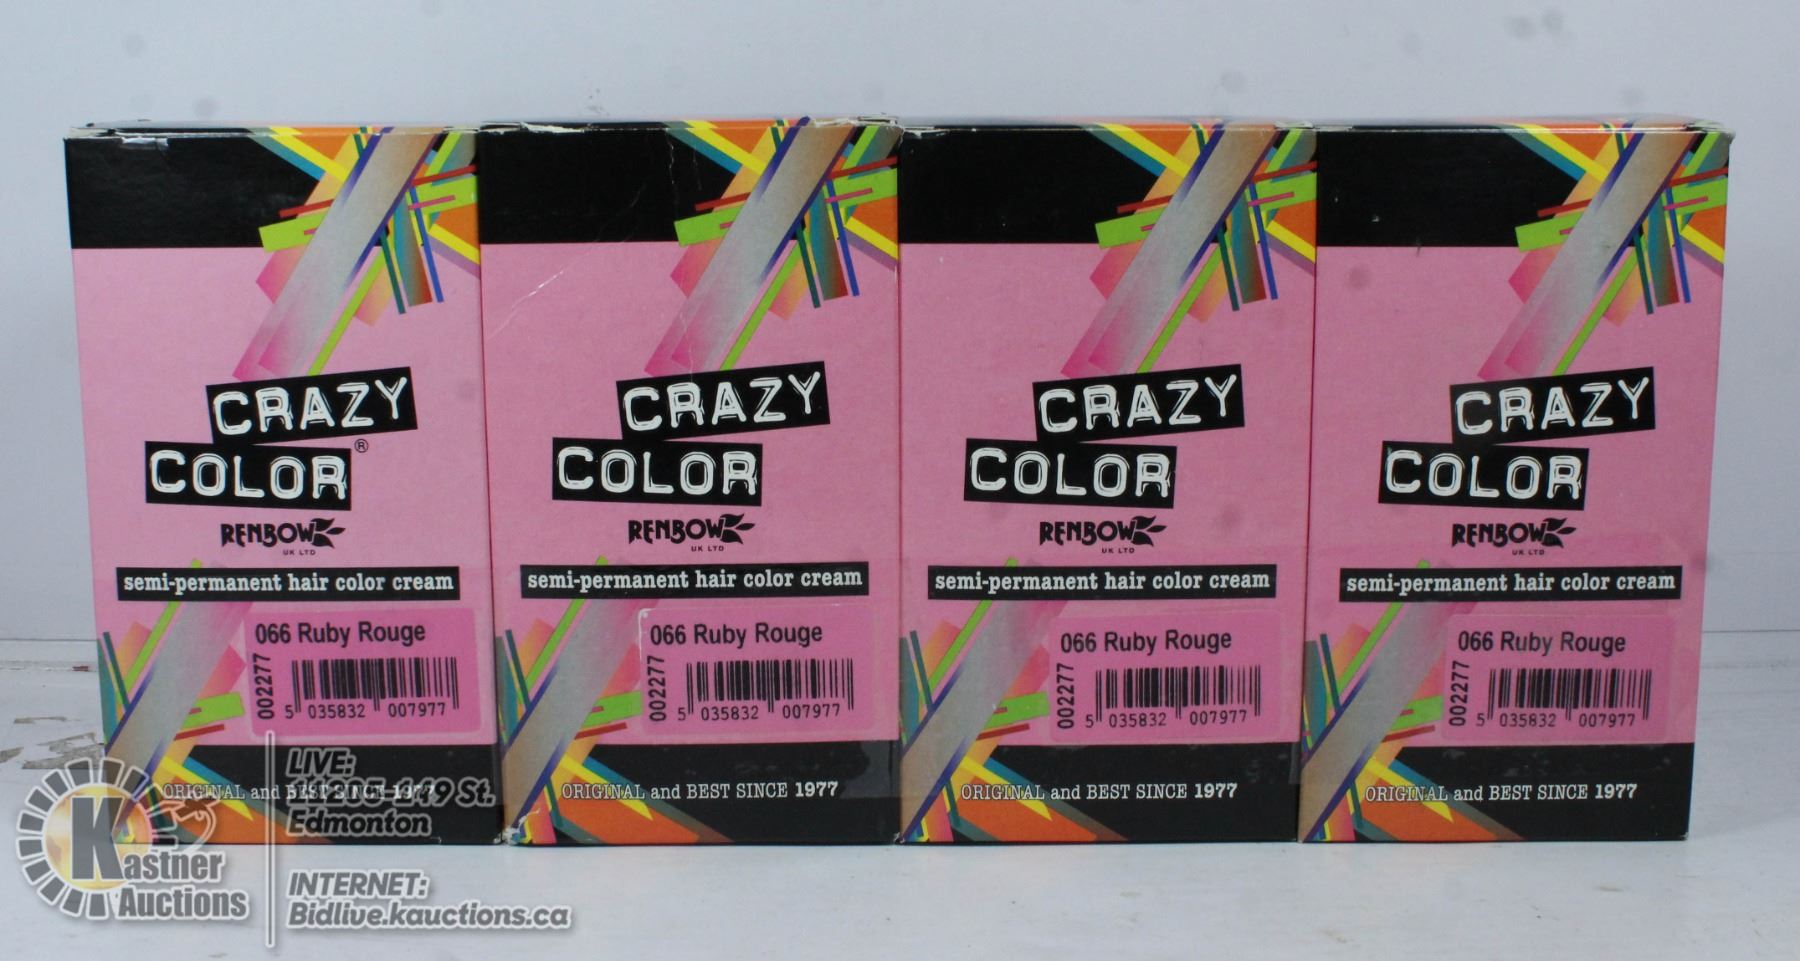 CRAZY
COLOR®
RENBOW
UK LTD
semi-permanent hair color cream
066 Ruby Rouge
002277
5 035832 007977
ORIGINAL and BEST SINCE 1977
CRAZY
COLOR
RENBOW
UK LTD
semi-permanent hair color cream
066 Ruby Rouge
002277
5 035832 007977
ORIGINAL and BEST SINCE 1977
CRAZY
COLOR
RENBOW
UK LTD
semi-permanent hair color cream
066 Ruby Rouge
002277
5 035832 007977
ORIGINAL and BEST SINCE 1977
CRAZY
COLOR
RENBOW
UK LTD
semi-permanent hair color cream
066 Ruby Rouge
002277
5 035832 007977
ORIGINAL and BEST SINCE 1977
Kastner
Auctions
LIVE:
149 St.
Edmonton
INTERNET:
Bidlive.kauctions.ca